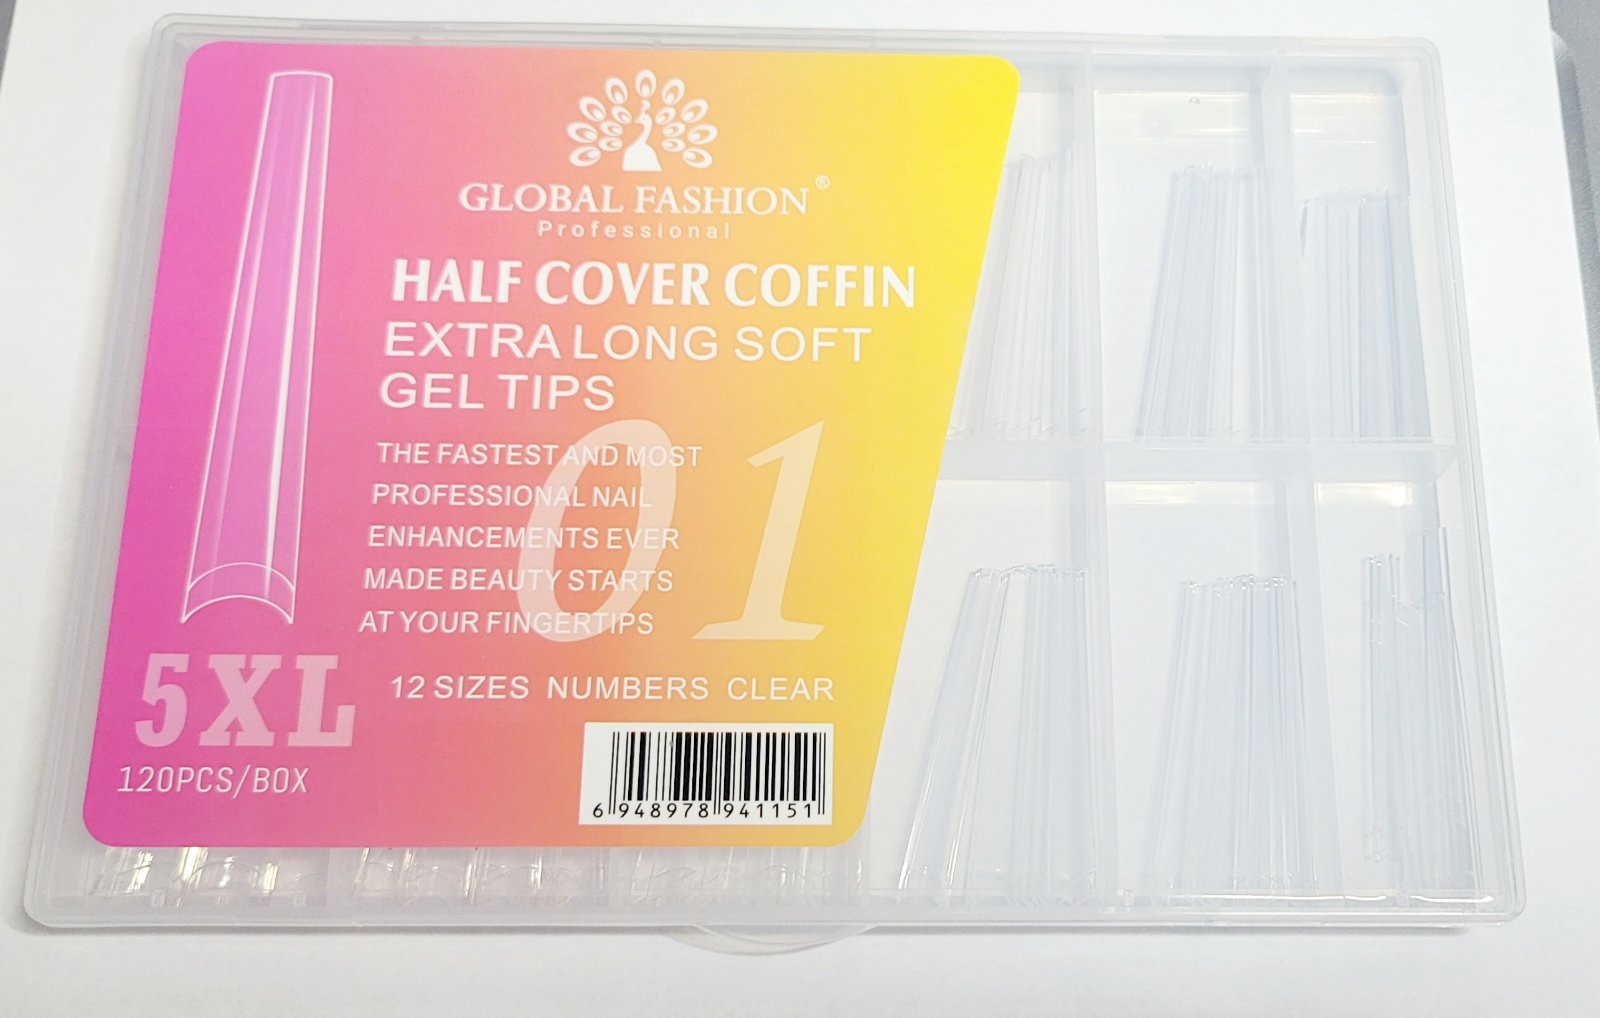 GLOBAL FASHION®
Professional
HALF COVER COFFIN
EXTRA LONG SOFT
GEL TIPS
01
THE FASTEST AND MOST
PROFESSIONAL NAIL
ENHANCEMENTS EVER
MADE BEAUTY STARTS
AT YOUR FINGERTIPS
5XL
12 SIZES NUMBERS CLEAR
120PCS/BOX
6 948978 941151